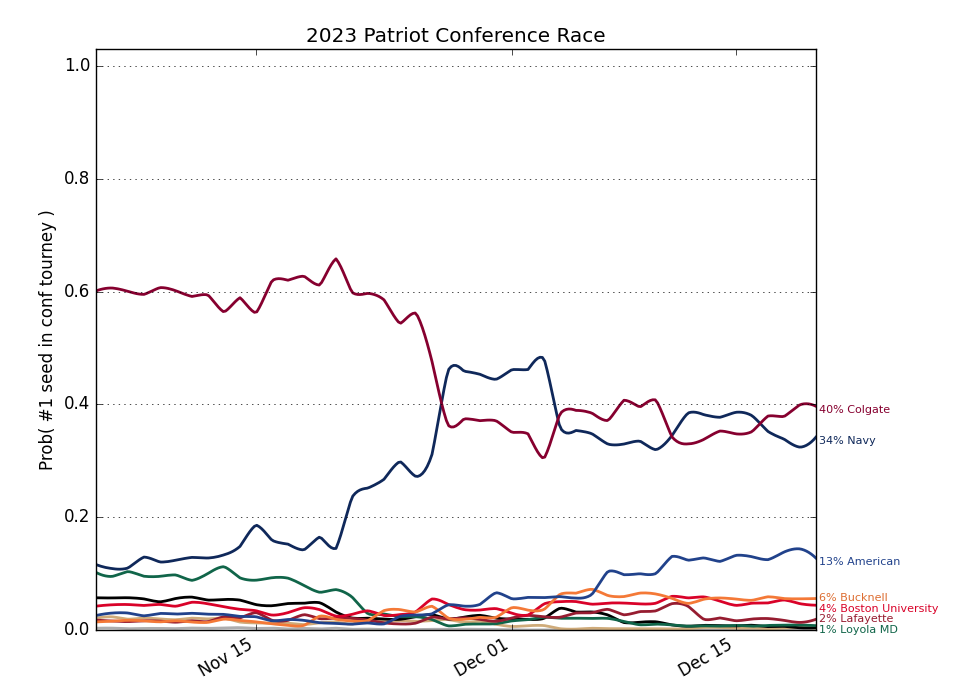 2023 Patriot Conference Race
Prob( #1 seed in conf tourney )
1.0
0.8
0.6
0.4
0.2
0.0
Nov 15
Dec 01
Dec 15
40% Colgate
34% Navy
13% American
6% Bucknell
4% Boston University
2% Lafayette
1% Loyola MD